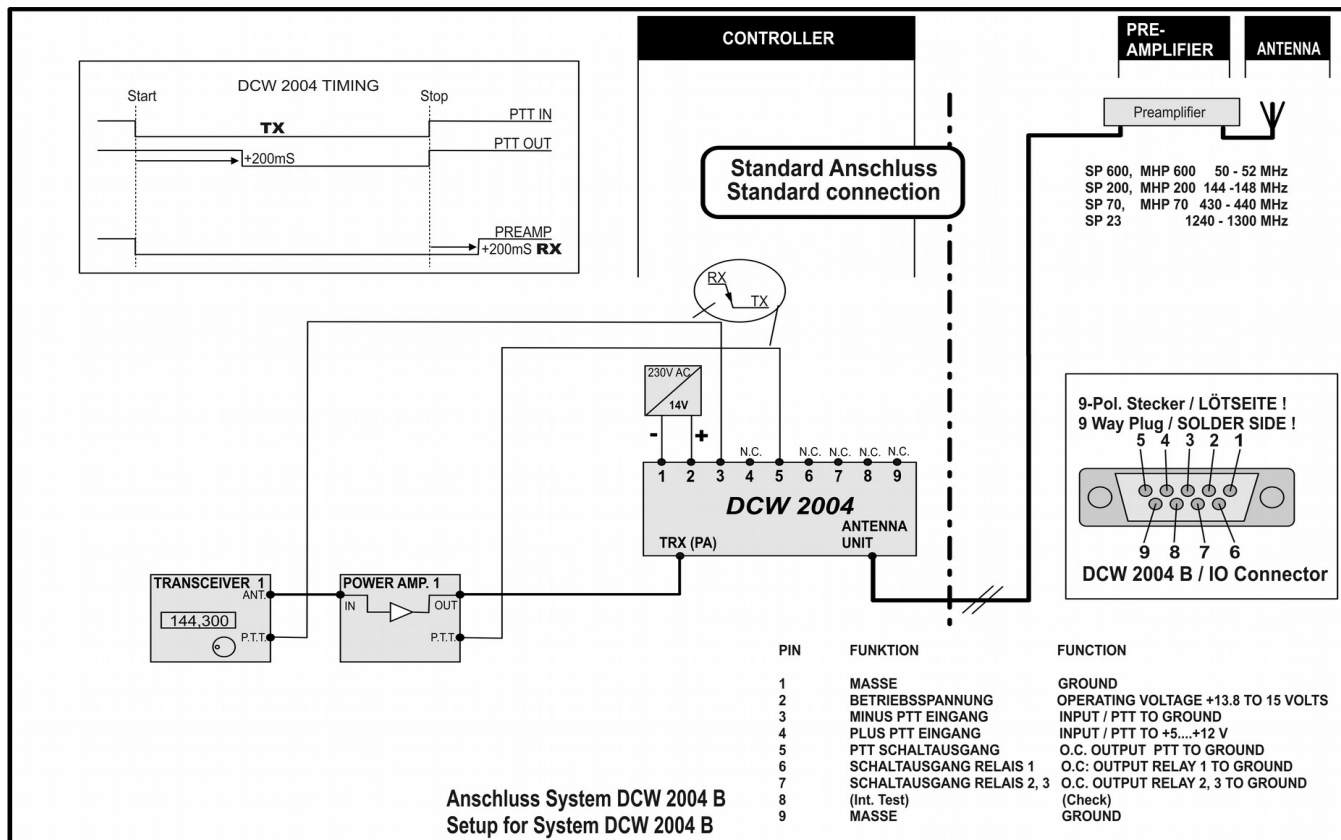 CONTROLLER
PRE-
AMPLIFIER
ANTENNA
DCW 2004 TIMING
Start
Stop
PTT IN
TX
PTT OUT
+200mS
PREAMP
+200mS RX
Standard Anschluss
Standard connection
Preamplifier
SP 600, MHP 600 50 - 52 MHz
SP 200, MHP 200 144 -148 MHz
SP 70, MHP 70 430 - 440 MHz
SP 23 1240 - 1300 MHz
RX
TX
230V AC
14V
- +
N.C. N.C. N.C. N.C. N.C.
1 2 3 4 5 6 7 8 9
DCW 2004
TRX (PA)
ANTENNA
UNIT
9-Pol. Stecker / LÖTSEITE !
9 Way Plug / SOLDER SIDE !
5 4 3 2 1
9 8 7 6
DCW 2004 B / IO Connector
TRANSCEIVER 1
ANT.
144,300
P.T.T.
POWER AMP. 1
IN
OUT
P.T.T.
PIN FUNKTION FUNCTION
1 MASSE GROUND
2 BETRIEBSSPANNUNG OPERATING VOLTAGE +13.8 TO 15 VOLTS
3 MINUS PTT EINGANG INPUT / PTT TO GROUND
4 PLUS PTT EINGANG INPUT / PTT TO +5....+12 V
5 PTT SCHALTAUSGANG O.C. OUTPUT PTT TO GROUND
6 SCHALTAUSGANG RELAIS 1 O.C: OUTPUT RELAY 1 TO GROUND
7 SCHALTAUSGANG RELAIS 2, 3 O.C. OUTPUT RELAY 2, 3 TO GROUND
8 (Int. Test) (Check)
9 MASSE GROUND
Anschluss System DCW 2004 B
Setup for System DCW 2004 B